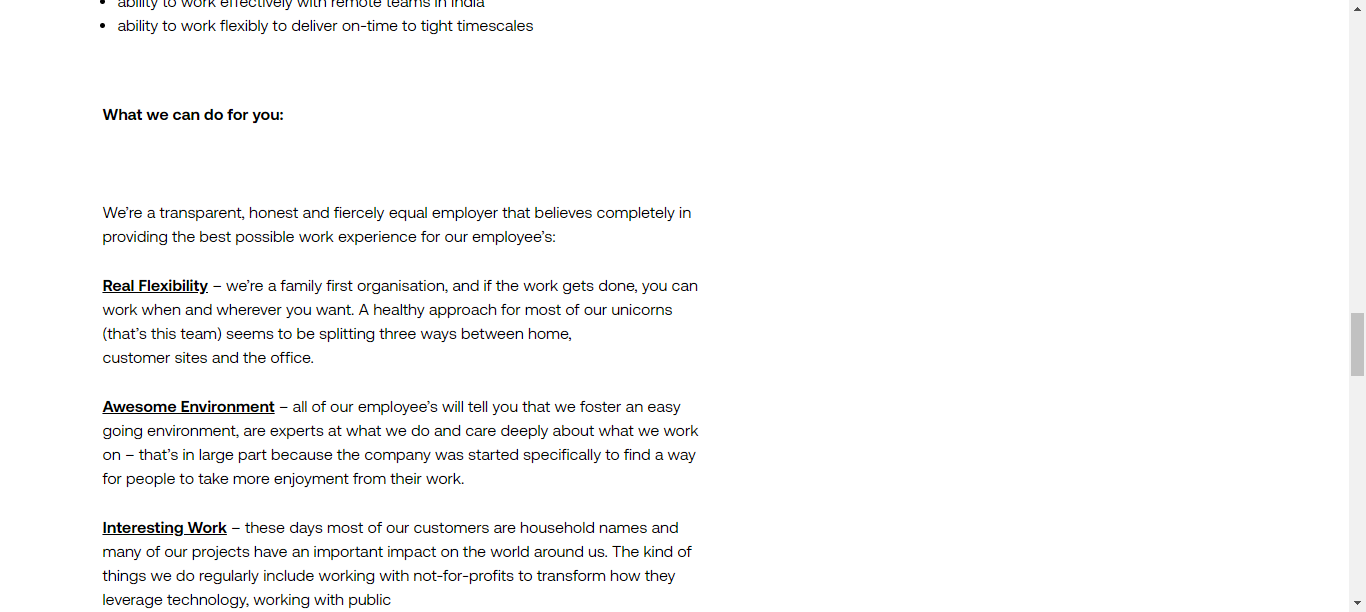 ability to work effectively with remote teams in India
ability to work flexibly to deliver on-time to tight timescales
What we can do for you:
We’re a transparent, honest and fiercely equal employer that believes completely in
providing the best possible work experience for our employee’s:
Real Flexibility – we’re a family first organisation, and if the work gets done, you can
work when and wherever you want. A healthy approach for most of our unicorns
(that’s this team) seems to be splitting three ways between home,
customer sites and the office.
Awesome Environment – all of our employee’s will tell you that we foster an easy
going environment, are experts at what we do and care deeply about what we work
on – that’s in large part because the company was started specifically to find a way
for people to take more enjoyment from their work.
Interesting Work – these days most of our customers are household names and
many of our projects have an important impact on the world around us. The kind of
things we do regularly include working with not-for-profits to transform how they
leverage technology, working with public